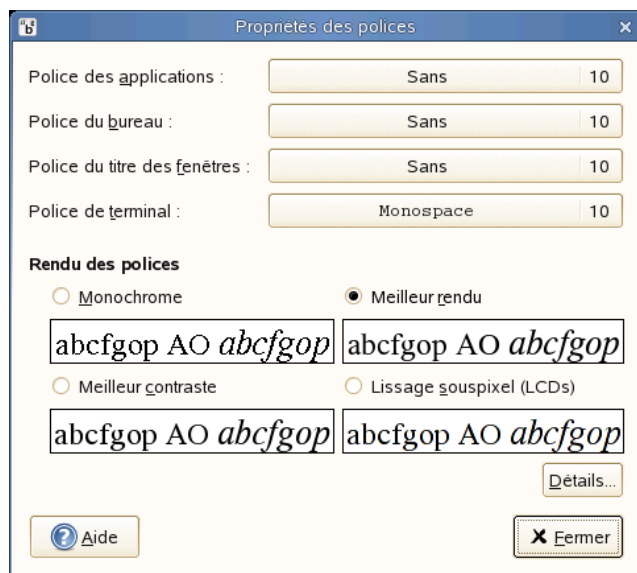 Propriétés des polices
Police des applications : Sans 10
Police du bureau : Sans 10
Police du titre des fenêtres : Sans 10
Police de terminal : Monospace 10
Rendu des polices
Monochrome Meilleur rendu
abcfgop AO abcfgop abcfgop AO abcfgop
Meilleur contraste Lissage souspixel (LCDs)
abcfgop AO abcfgop abcfgop AO abcfgop
Détails...
Aide Fermer